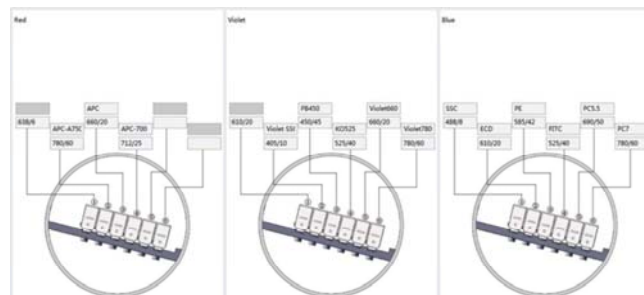 Red
APC
638/6
660/20
APC-A750
APC-700
780/60
712/25
Violet
PB450
Violet660
610/20
450/45
660/20
Violet SSC
KO525
Violet780
405/10
525/40
780/60
Blue
SSC
PE
PC5.5
488/8
585/42
690/50
ECD
FITC
PC7
610/20
525/40
780/60